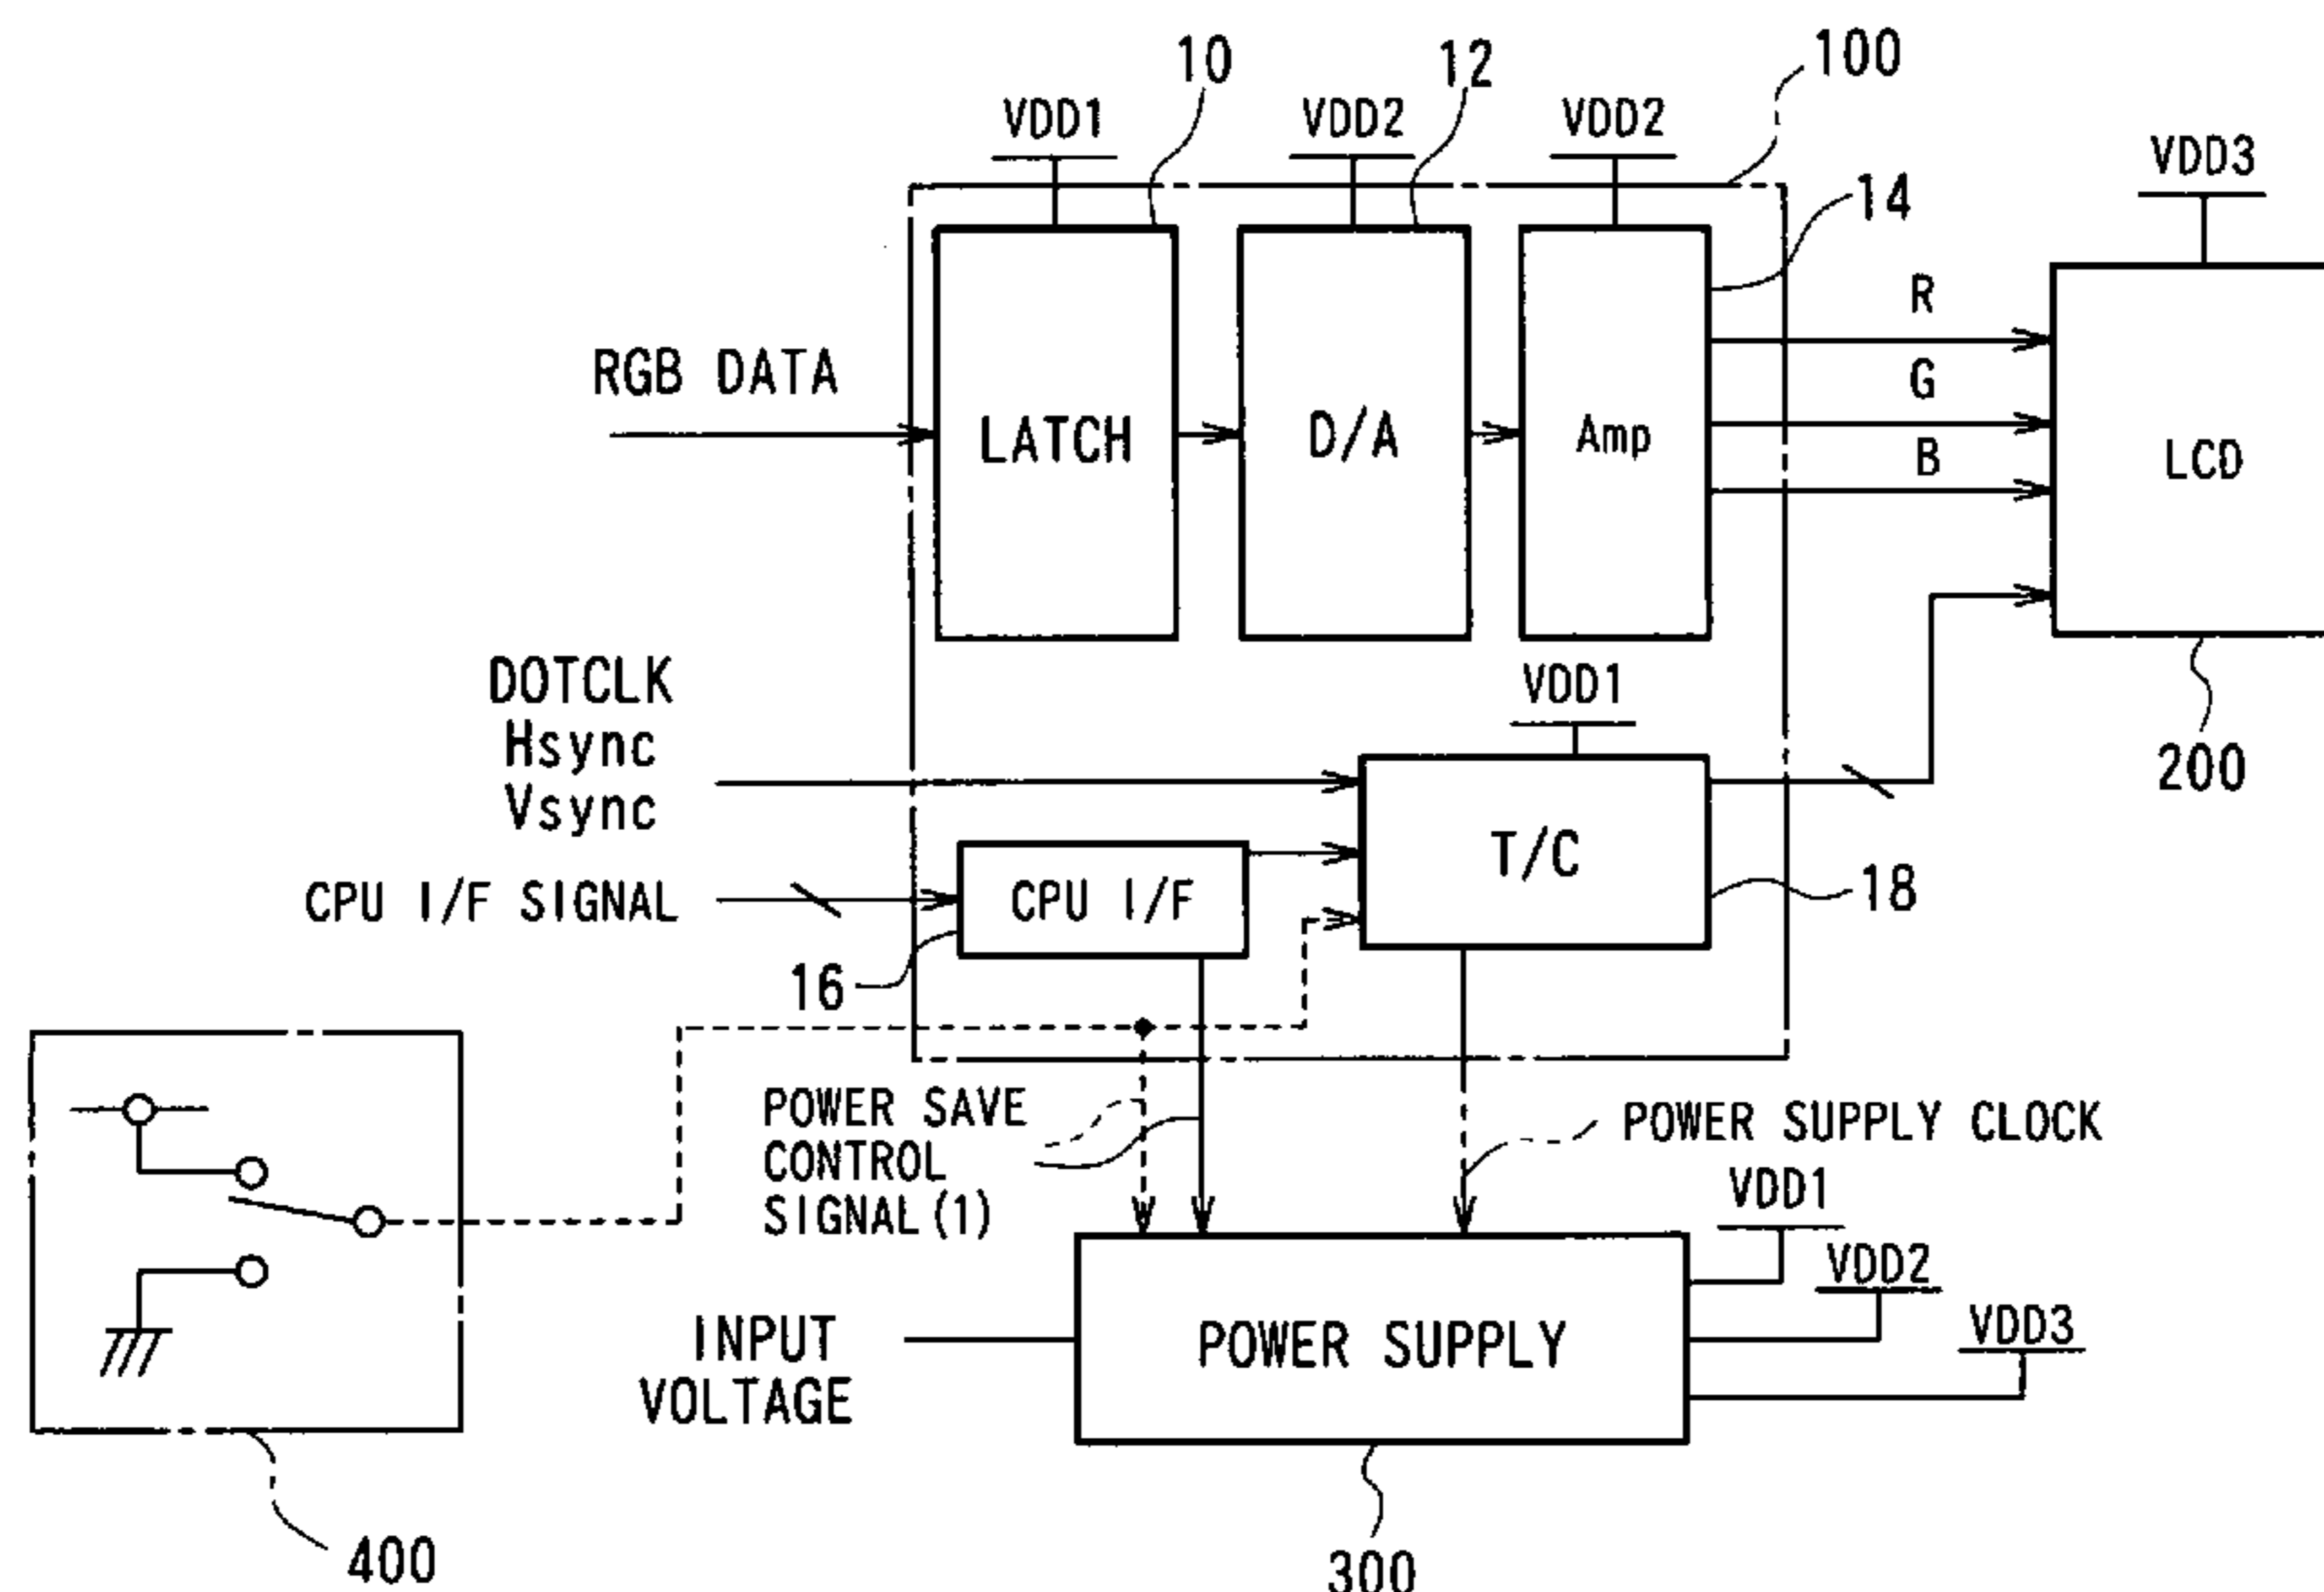 10
12
100
VDD1
VDD2
VDD2
VDD3
14
R
RGB DATA
G
LATCH
D/A
Amp
B
LCD
DOTCLK
VDD1
Hsync
200
Vsync
T/C
CPU I/F SIGNAL
CPU I/F
18
16
POWER SAVE
CONTROL
SIGNAL(1)
POWER SUPPLY CLOCK
VDD1
VDD2
VDD3
INPUT
VOLTAGE
POWER SUPPLY
400
300